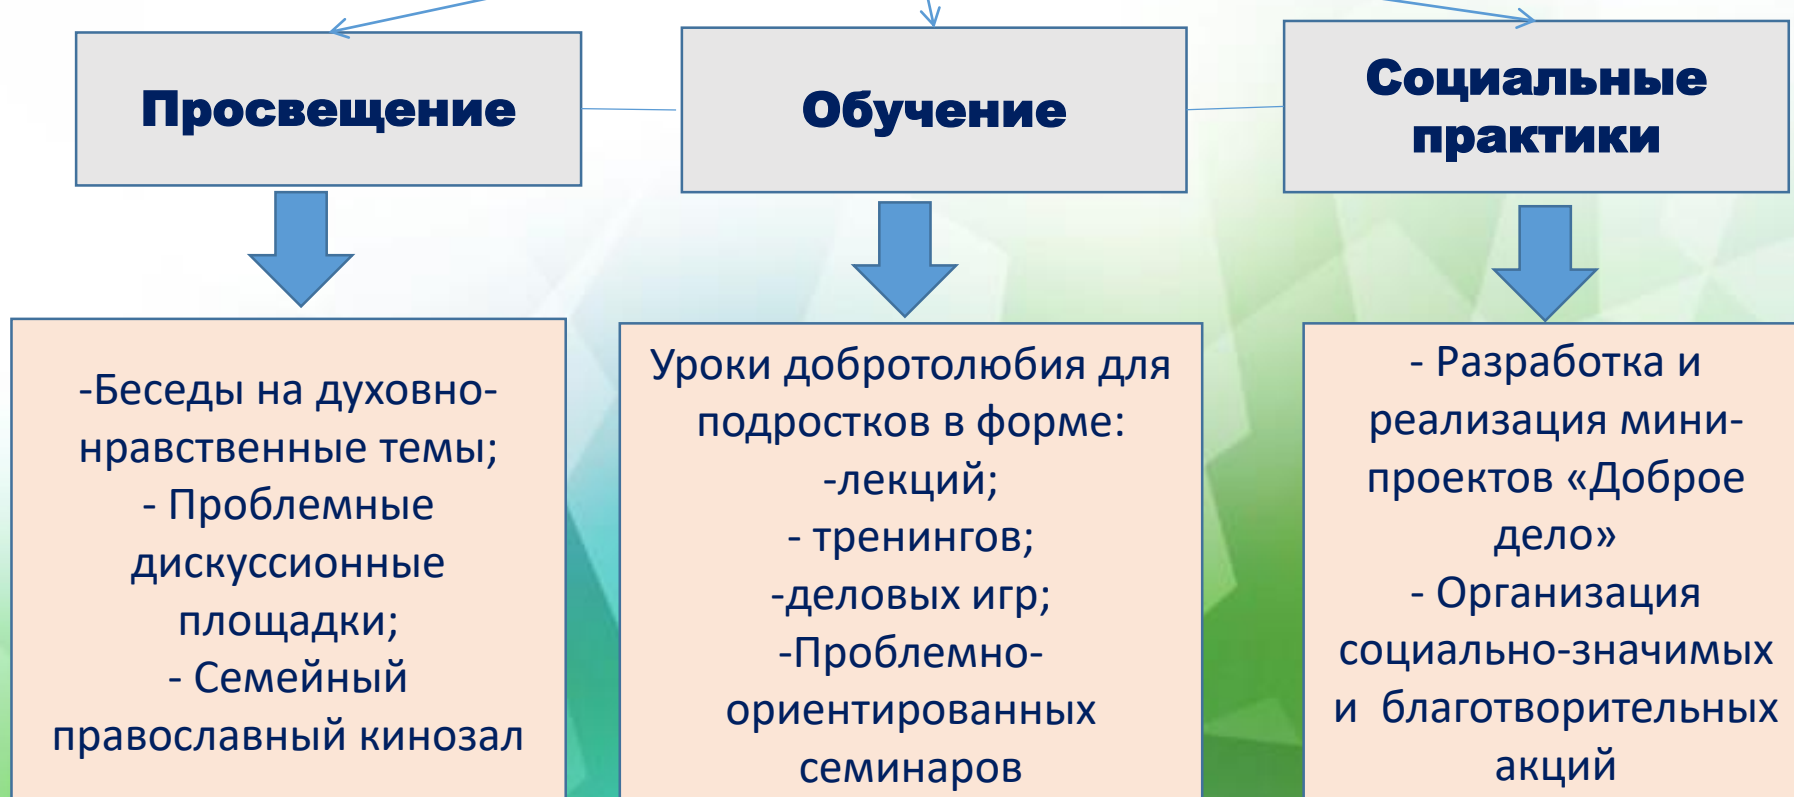 Просвещение
Обучение
Социальные
практики
-Беседы на духовно-
нравственные темы;
- Проблемные
дискуссионные
площадки;
- Семейный
православный кинозал
Уроки добротолюбия для
подростков в форме:
-лекций;
- тренингов;
-деловых игр;
-Проблемно-
ориентированных
семинаров
- Разработка и
реализация мини-
проектов «Доброе
дело»
- Организация
социально-значимых
и  благотворительных
акций